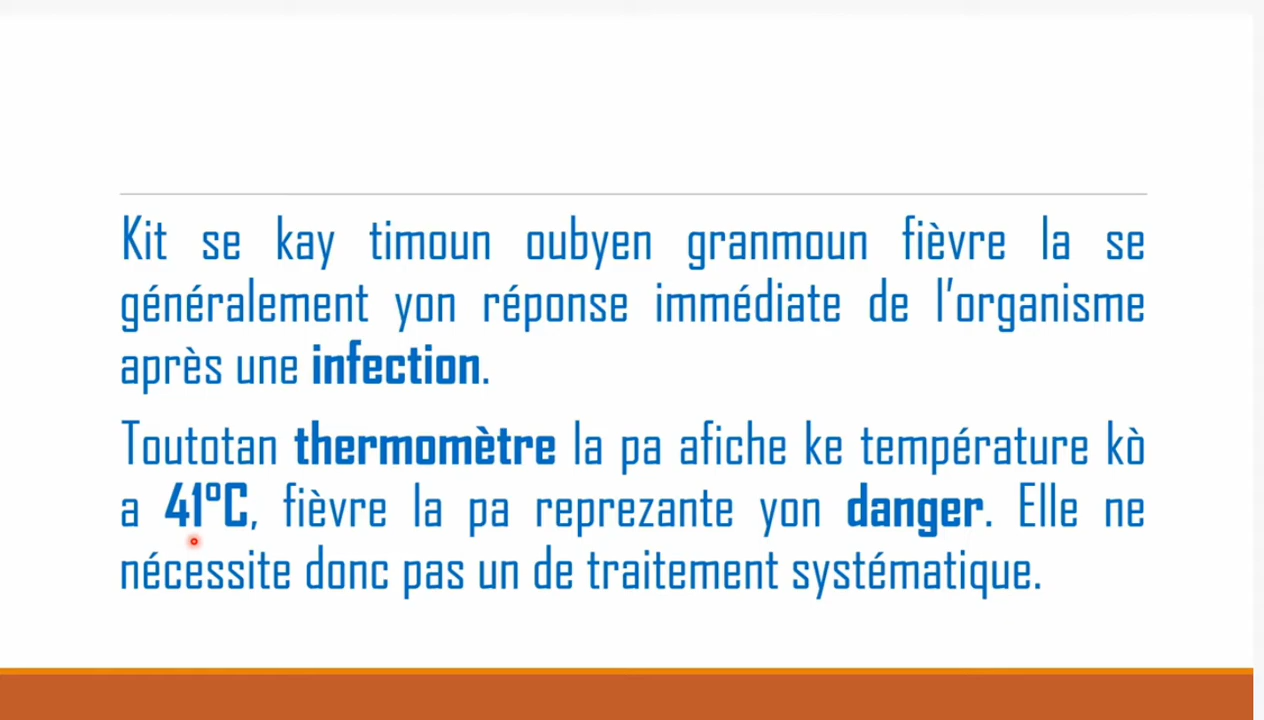 Kit se kay timoun oubyen granmoun fièvre la se
généralement yon réponse immédiate de l’organisme
après une infection.
Toutotan thermomètre la pa afiche ke température kò
a 41°C, fièvre la pa reprezante yon danger. Elle ne
nécessite donc pas un de traitement systématique.